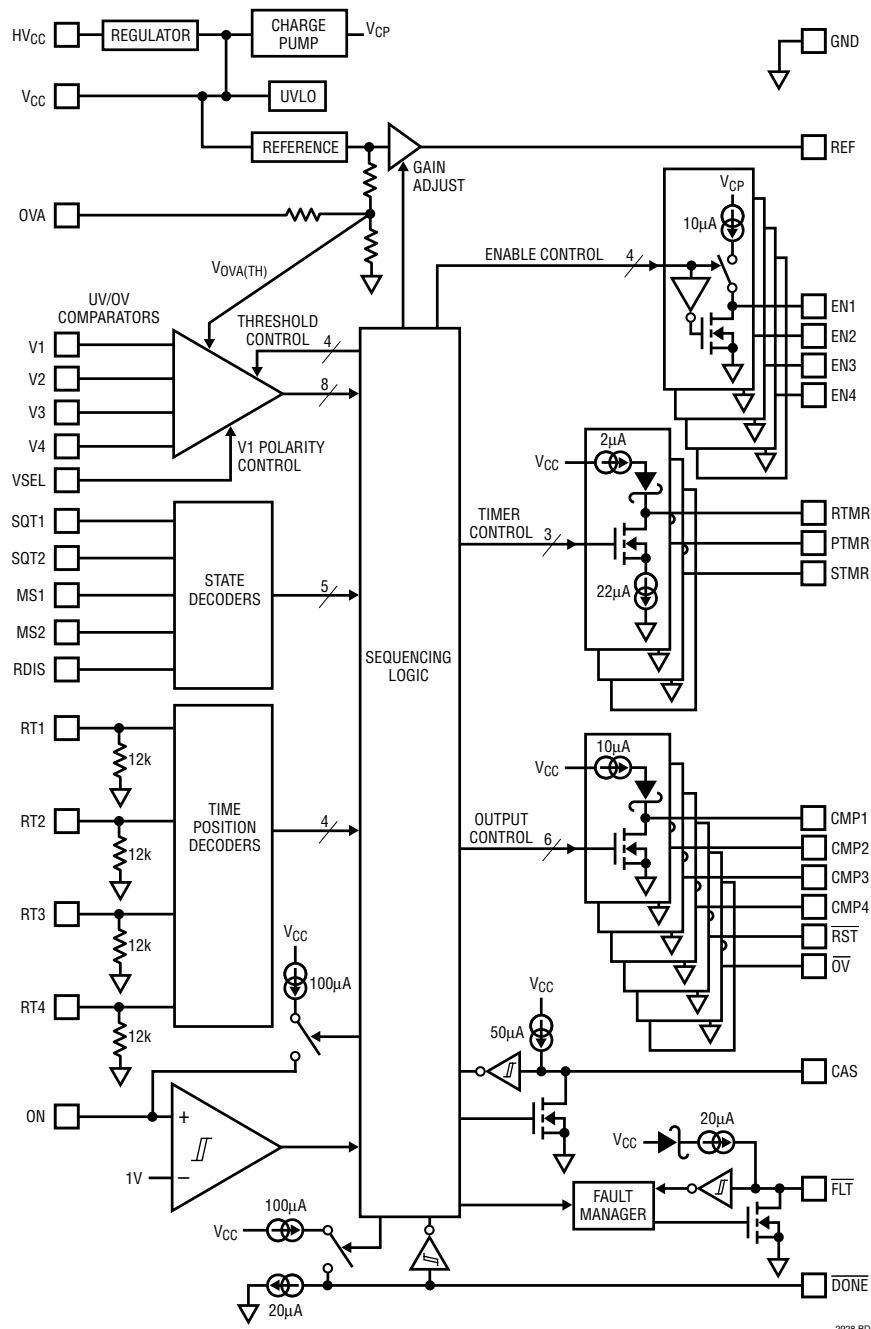 HVCC
REGULATOR
CHARGE
PUMP
VCP
GND
VCC
UVLO
REFERENCE
REF
GAIN
ADJUST
OVA
VOVA(TH)
VCP
10µA
ENABLE CONTROL
4
EN1
EN2
EN3
EN4
UV/OV
COMPARATORS
THRESHOLD
CONTROL
4
8
V1
V2
V3
V4
VSEL
V1 POLARITY
CONTROL
2µA
VCC
TIMER
CONTROL
3
22µA
RTMR
PTMR
STMR
SQT1
SQT2
MS1
MS2
RDIS
STATE
DECODERS
5
SEQUENCING
LOGIC
RT1
12k
RT2
12k
RT3
12k
RT4
12k
TIME
POSITION
DECODERS
4
10µA
VCC
OUTPUT
CONTROL
6
CMP1
CMP2
CMP3
CMP4
RST
OV
VCC
100µA
VCC
50µA
CAS
ON
+
1V
−
VCC
20µA
FAULT
MANAGER
FLT
100µA
VCC
20µA
DONE
2928 BD